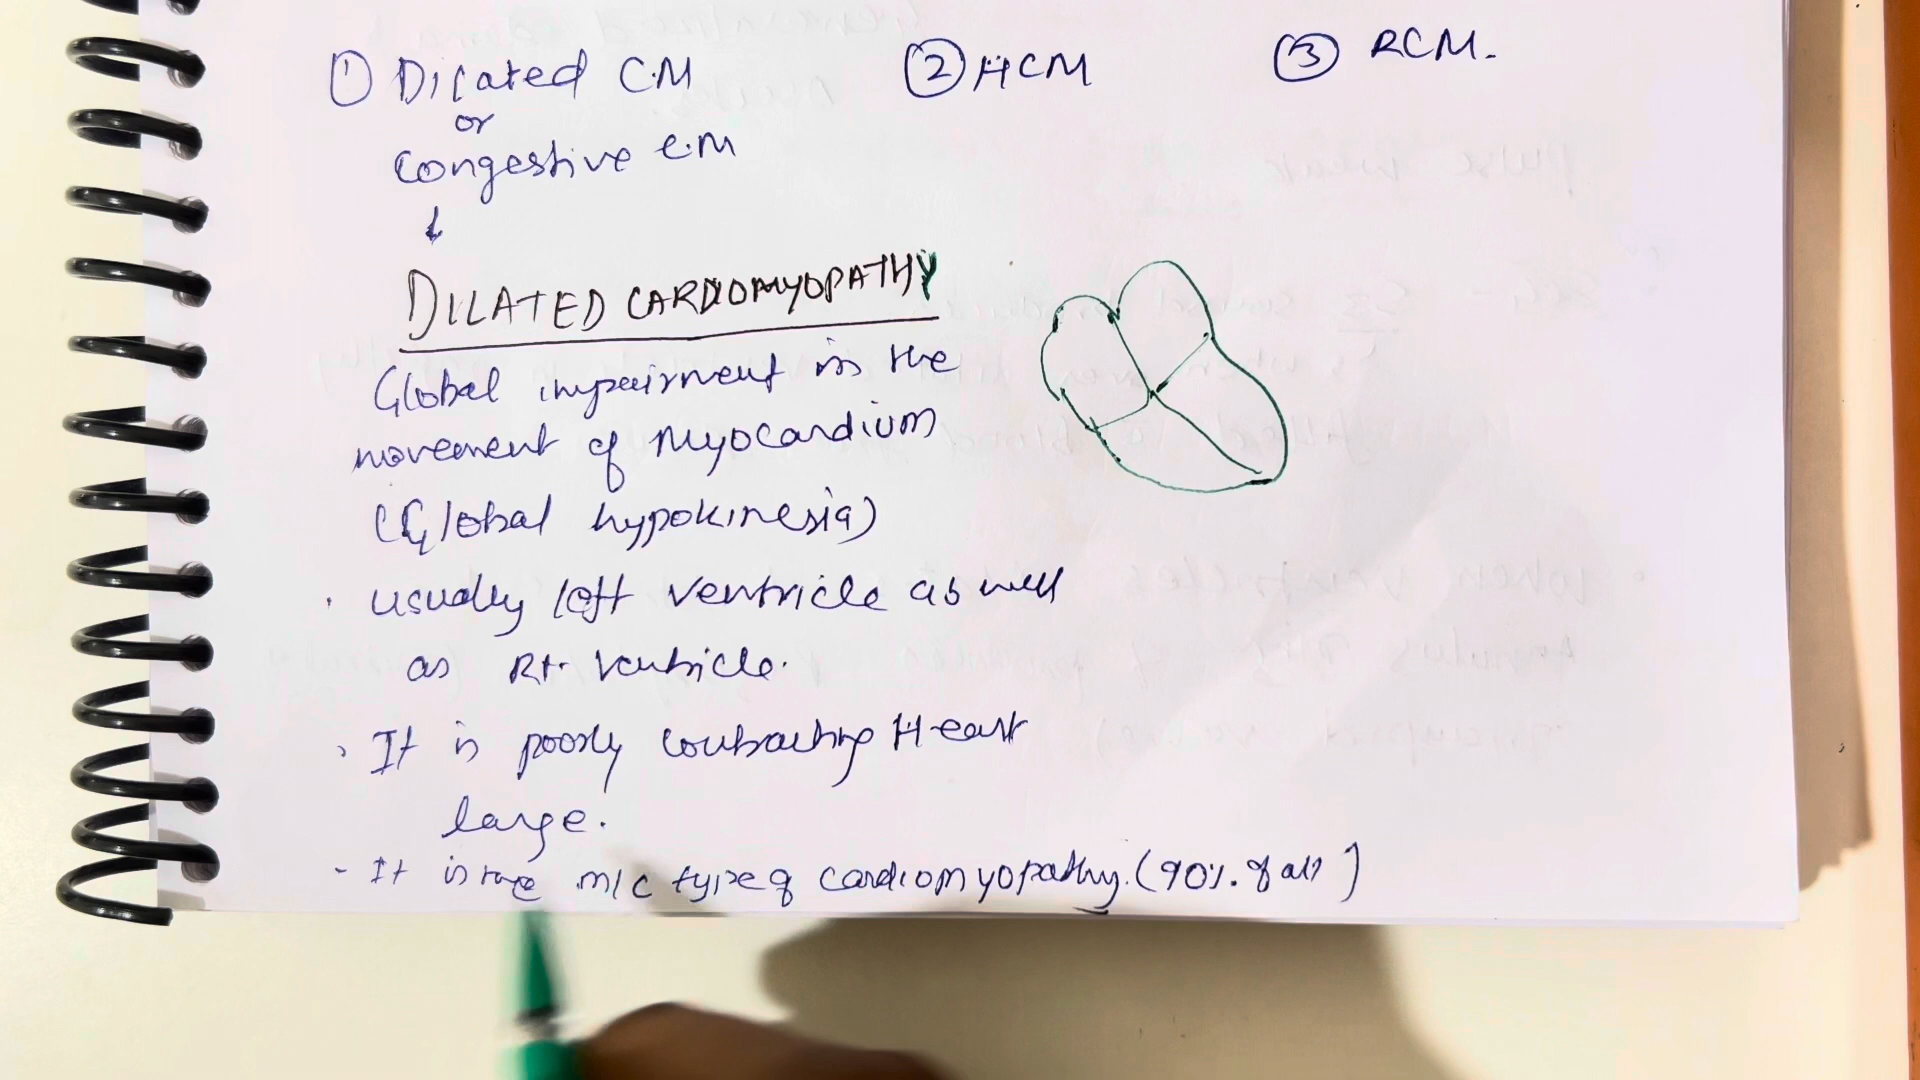 ① Dilated C.M ② HCM ③ RCM.
or
Congestive C.M
↓
DILATED CARDIOMYOPATHY
Global impairment in the
movement of Myocardium
(Global hypokinesia)
· usually left ventricle as well
as Rt. Ventricle.
· It is poorly contracting Heart
large.
- It is the m/c type of cardiomyopathy. (90% of all)